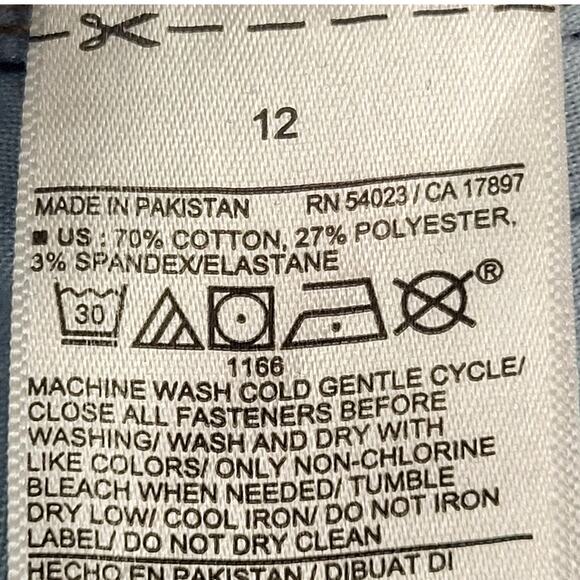 12
MADE IN PAKISTAN RN 54023 / CA 17897
■ US : 70% COTTON, 27% POLYESTER,
3% SPANDEX/ELASTANE
30
®
1166
MACHINE WASH COLD GENTLE CYCLE/
CLOSE ALL FASTENERS BEFORE
WASHING/ WASH AND DRY WITH
LIKE COLORS/ ONLY NON-CHLORINE
BLEACH WHEN NEEDED/ TUMBLE
DRY LOW/ COOL IRON/ DO NOT IRON
LABEL/ DO NOT DRY CLEAN
HECHO EN PAKISTAN / DIBUAT DI